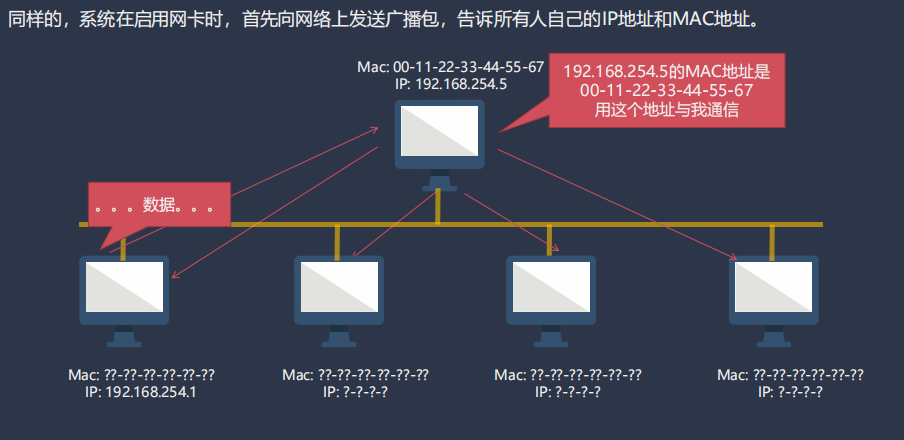 同样的，系统在启用网卡时，首先向网络上发送广播包，告诉所有人自己的IP地址和MAC地址。
Mac: 00-11-22-33-44-55-67
IP: 192.168.254.5
192.168.254.5的MAC地址是
00-11-22-33-44-55-67
用这个地址与我通信
。。。数据。。。
Mac: ??-??-??-??-??-??
IP: 192.168.254.1
Mac: ??-??-??-??-??-??
IP: ?-?-?-?
Mac: ??-??-??-??-??-??
IP: ?-?-?-?
Mac: ??-??-??-??-??-??
IP: ?-?-?-?